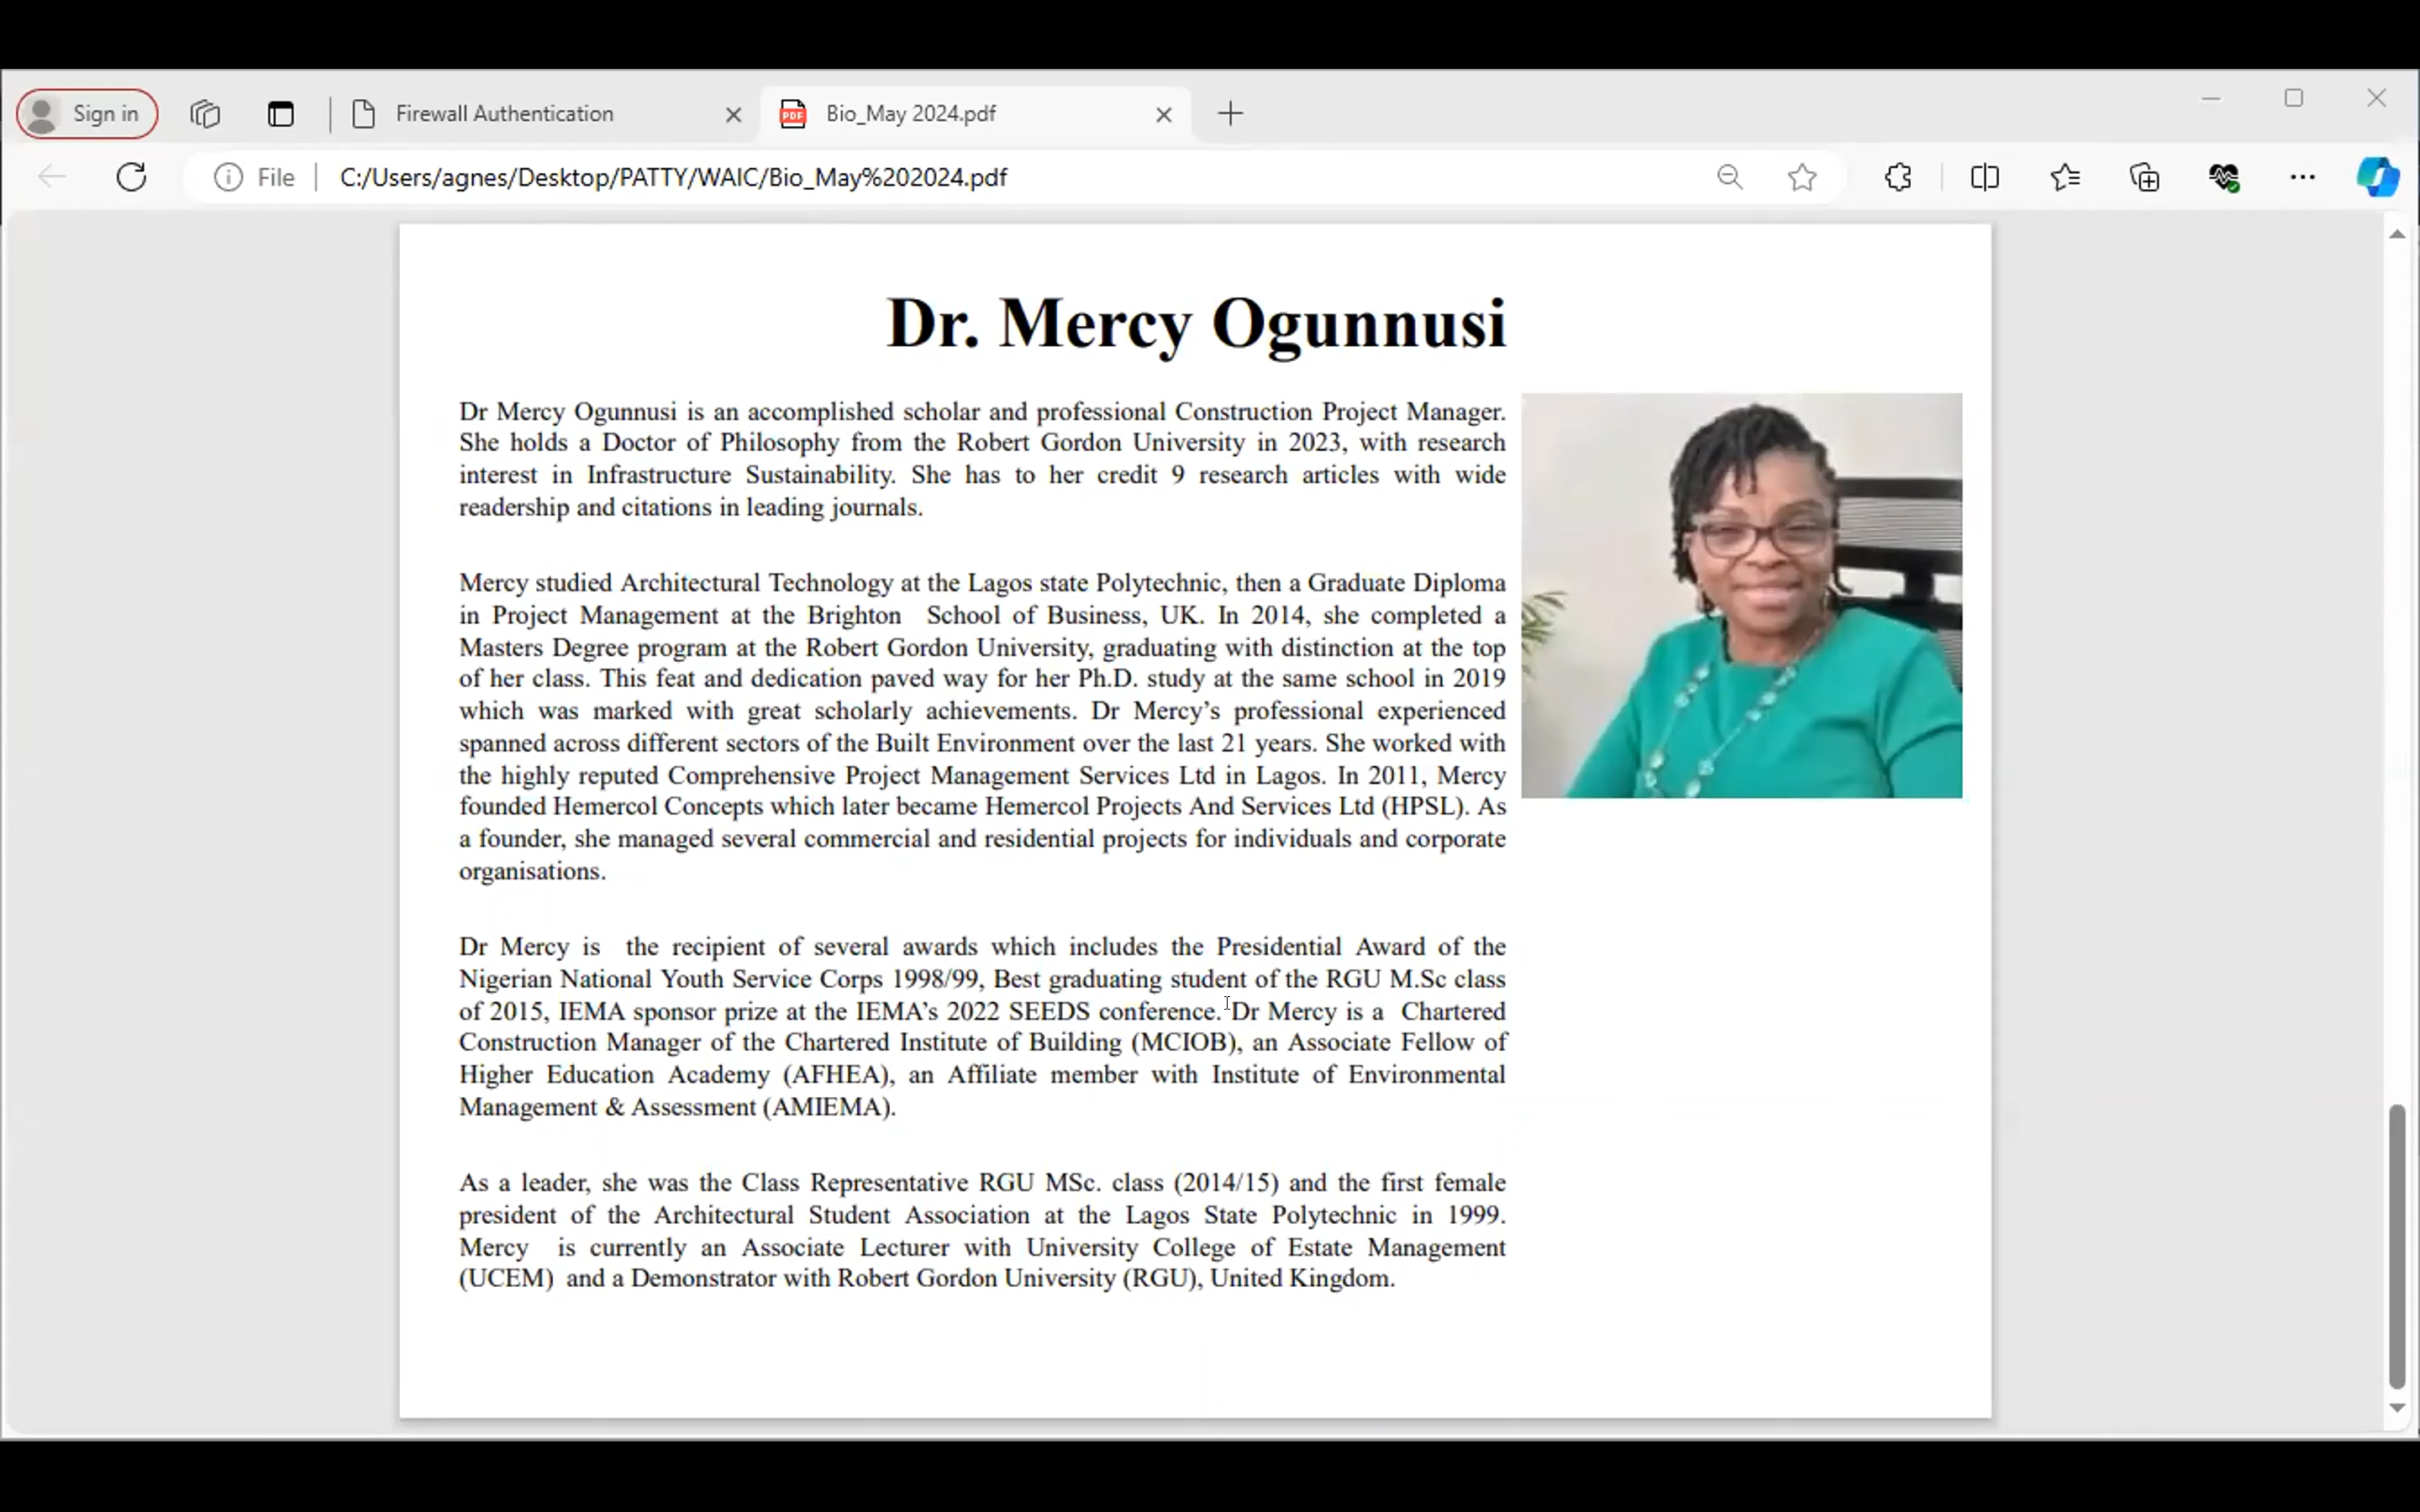 Sign in
Firewall Authentication
Bio_May 2024.pdf
File
C:/Users/agnes/Desktop/PATTY/WAIC/Bio_May%202024.pdf
Dr. Mercy Ogunnusi
Dr Mercy Ogunnusi is an accomplished scholar and professional Construction Project Manager.
She holds a Doctor of Philosophy from the Robert Gordon University in 2023, with research
interest in Infrastructure Sustainability. She has to her credit 9 research articles with wide
readership and citations in leading journals.
Mercy studied Architectural Technology at the Lagos state Polytechnic, then a Graduate Diploma
in Project Management at the Brighton School of Business, UK. In 2014, she completed a
Masters Degree program at the Robert Gordon University, graduating with distinction at the top
of her class. This feat and dedication paved way for her Ph.D. study at the same school in 2019
which was marked with great scholarly achievements. Dr Mercy’s professional experienced
spanned across different sectors of the Built Environment over the last 21 years. She worked with
the highly reputed Comprehensive Project Management Services Ltd in Lagos. In 2011, Mercy
founded Hemercol Concepts which later became Hemercol Projects And Services Ltd (HPSL). As
a founder, she managed several commercial and residential projects for individuals and corporate
organisations.
Dr Mercy is the recipient of several awards which includes the Presidential Award of the
Nigerian National Youth Service Corps 1998/99, Best graduating student of the RGU M.Sc class
of 2015, IEMA sponsor prize at the IEMA’s 2022 SEEDS conference. Dr Mercy is a Chartered
Construction Manager of the Chartered Institute of Building (MCIOB), an Associate Fellow of
Higher Education Academy (AFHEA), an Affiliate member with Institute of Environmental
Management & Assessment (AMIEMA).
As a leader, she was the Class Representative RGU MSc. class (2014/15) and the first female
president of the Architectural Student Association at the Lagos State Polytechnic in 1999.
Mercy is currently an Associate Lecturer with University College of Estate Management
(UCEM) and a Demonstrator with Robert Gordon University (RGU), United Kingdom.